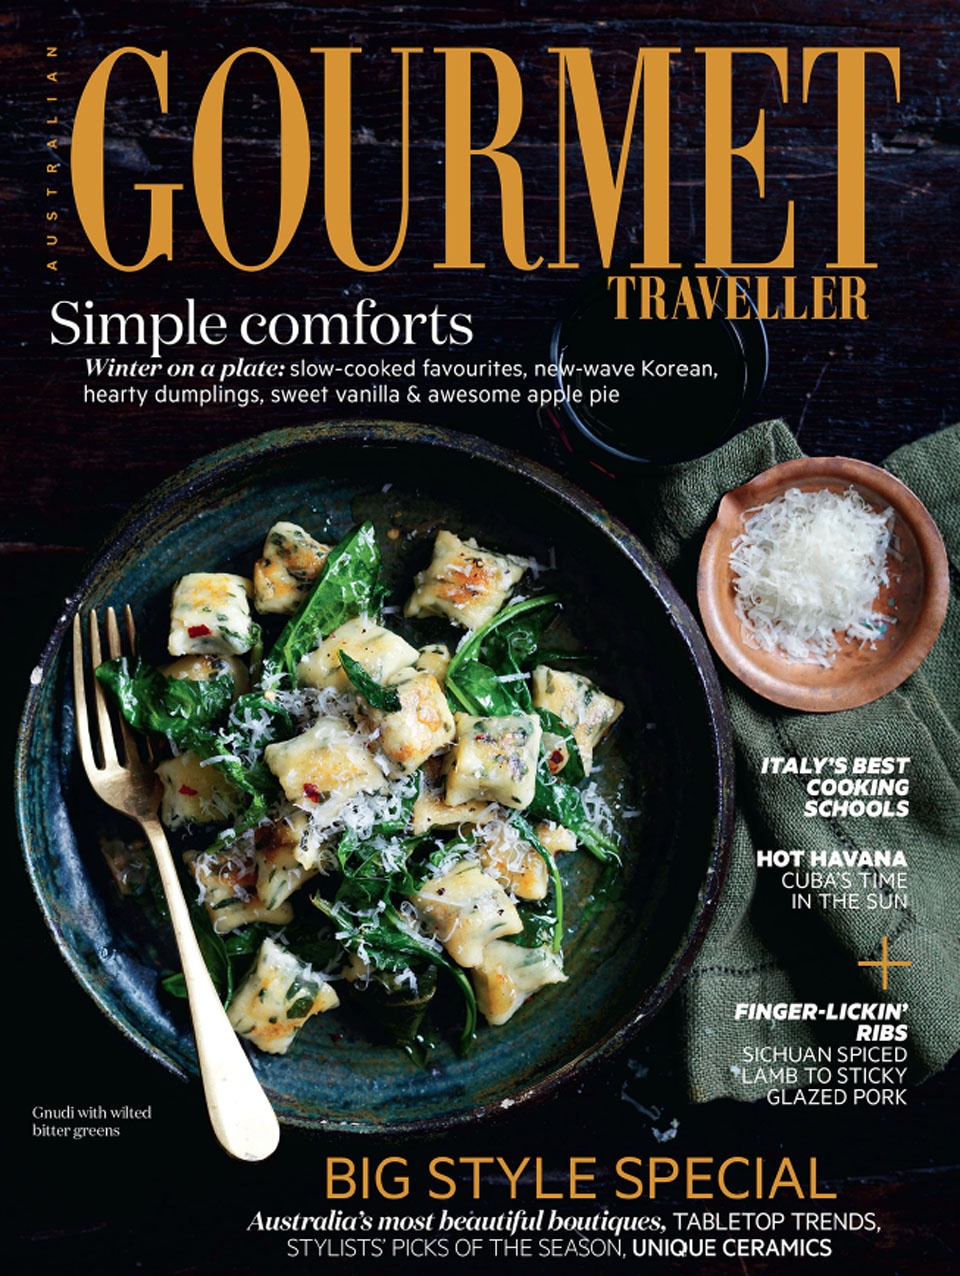 AUSTRALIAN
GOURMET
TRAVELLER
Simple comforts
Winter on a plate: slow-cooked favourites, new-wave Korean,
hearty dumplings, sweet vanilla & awesome apple pie
ITALY'S BEST
COOKING
SCHOOLS
HOT HAVANA
CUBA'S TIME
IN THE SUN
+
FINGER-LICKIN'
RIBS
SICHUAN SPICED
LAMB TO STICKY
GLAZED PORK
Gnudi with wilted
bitter greens
BIG STYLE SPECIAL
Australia's most beautiful boutiques, TABLETOP TRENDS,
STYLISTS' PICKS OF THE SEASON, UNIQUE CERAMICS